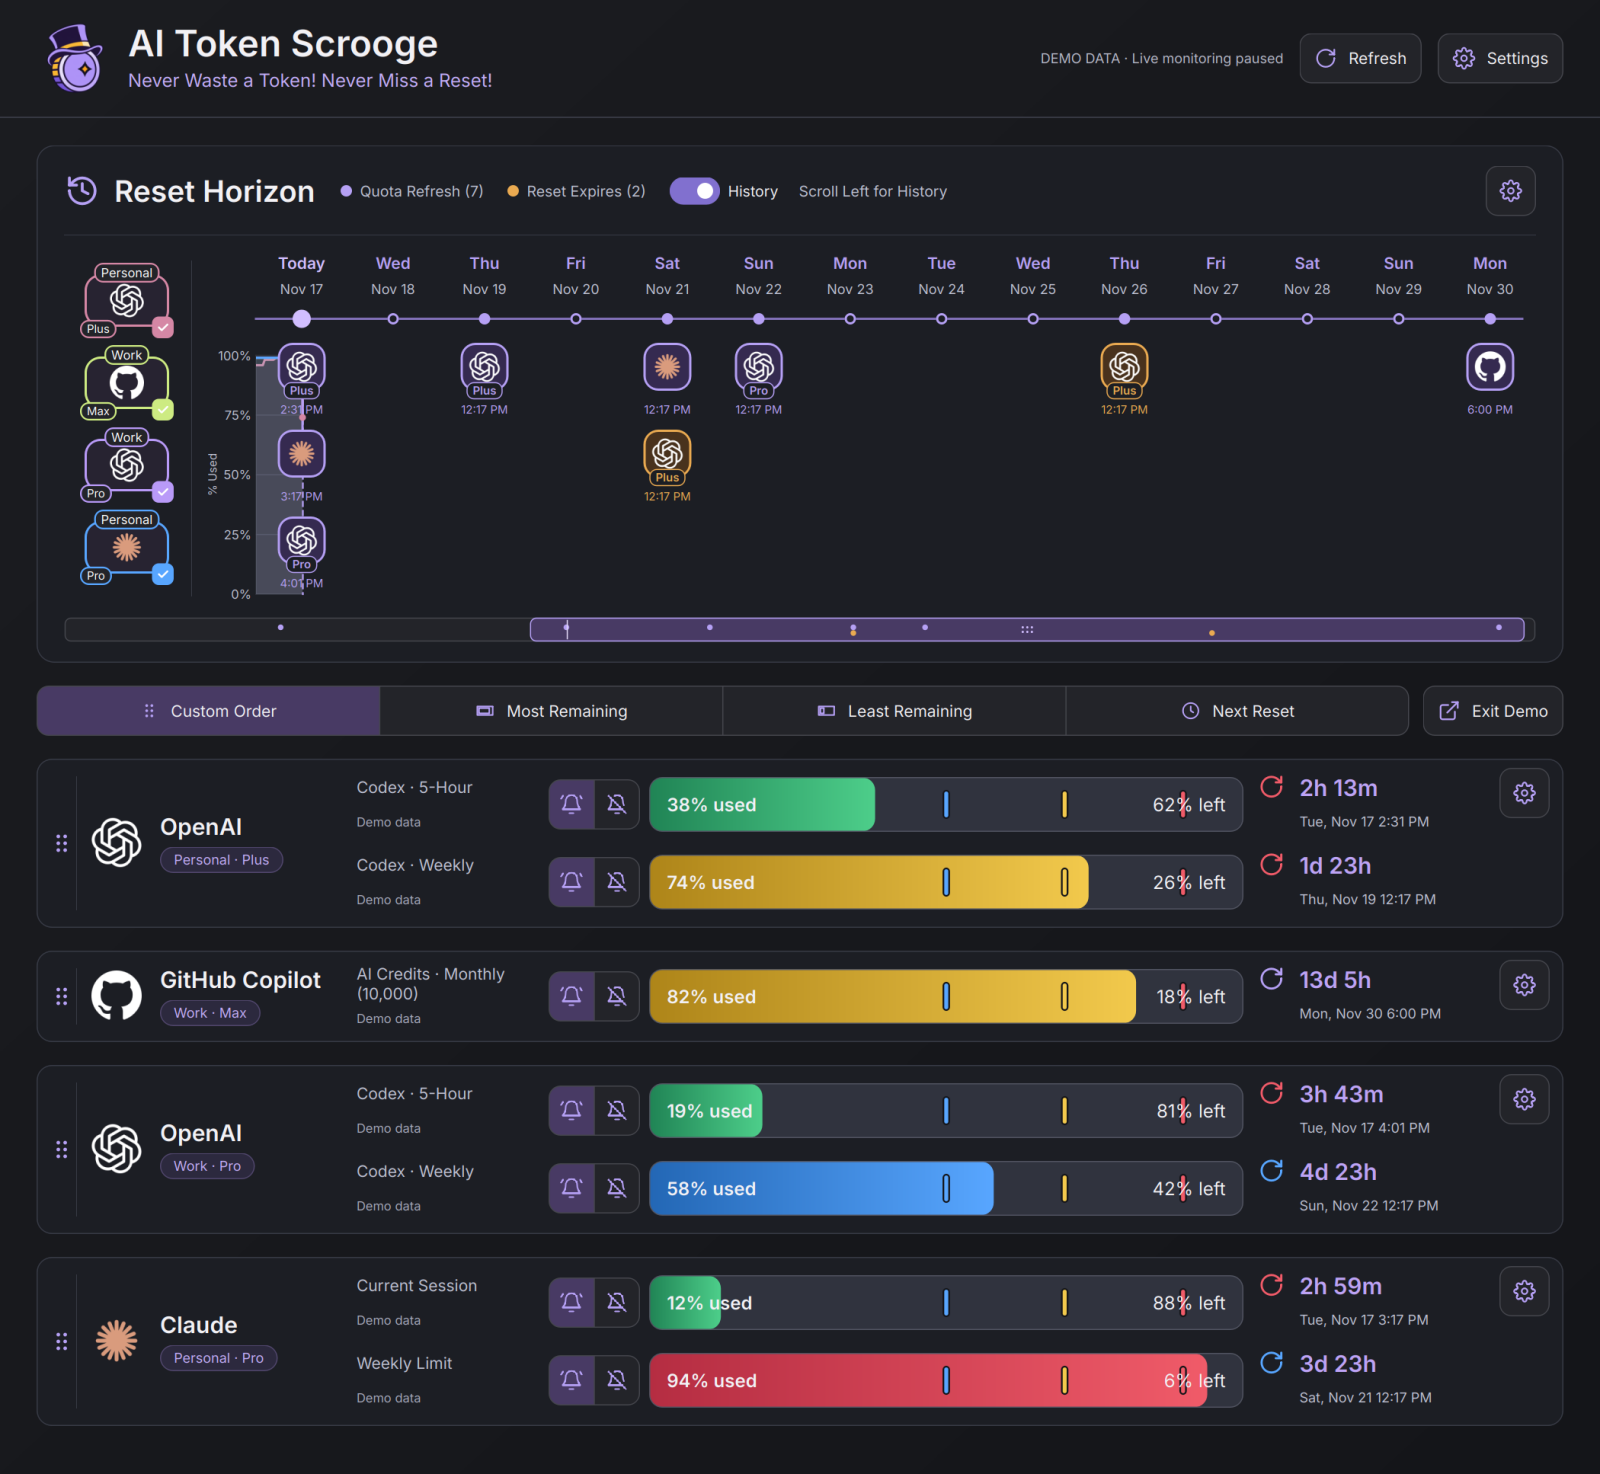 AI Token Scrooge
Never Waste a Token! Never Miss a Reset!
DEMO DATA · Live monitoring paused
Refresh
Settings
Reset Horizon
Quota Refresh (7)
Reset Expires (2)
History
Scroll Left for History
Personal
Plus
Work
Max
Work
Pro
Personal
Pro
Today Wed Thu Fri Sat Sun Mon Tue Wed Thu Fri Sat Sun Mon
Nov 17 Nov 18 Nov 19 Nov 20 Nov 21 Nov 22 Nov 23 Nov 24 Nov 25 Nov 26 Nov 27 Nov 28 Nov 29 Nov 30
% Used
100%
75%
50%
25%
0%
Plus
2:31 PM
3:17 PM
Pro
4:01 PM
Plus
12:17 PM
12:17 PM
Plus
12:17 PM
Pro
12:17 PM
Plus
12:17 PM
6:00 PM
Custom Order
Most Remaining
Least Remaining
Next Reset
Exit Demo
OpenAI
Personal · Plus
Codex · 5-Hour
Demo data
38% used
62% left
2h 13m
Tue, Nov 17 2:31 PM
Codex · Weekly
Demo data
74% used
26% left
1d 23h
Thu, Nov 19 12:17 PM
GitHub Copilot
Work · Max
AI Credits · Monthly
(10,000)
Demo data
82% used
18% left
13d 5h
Mon, Nov 30 6:00 PM
OpenAI
Work · Pro
Codex · 5-Hour
Demo data
19% used
81% left
3h 43m
Tue, Nov 17 4:01 PM
Codex · Weekly
Demo data
58% used
42% left
4d 23h
Sun, Nov 22 12:17 PM
Claude
Personal · Pro
Current Session
Demo data
12% used
88% left
2h 59m
Tue, Nov 17 3:17 PM
Weekly Limit
Demo data
94% used
6% left
3d 23h
Sat, Nov 21 12:17 PM